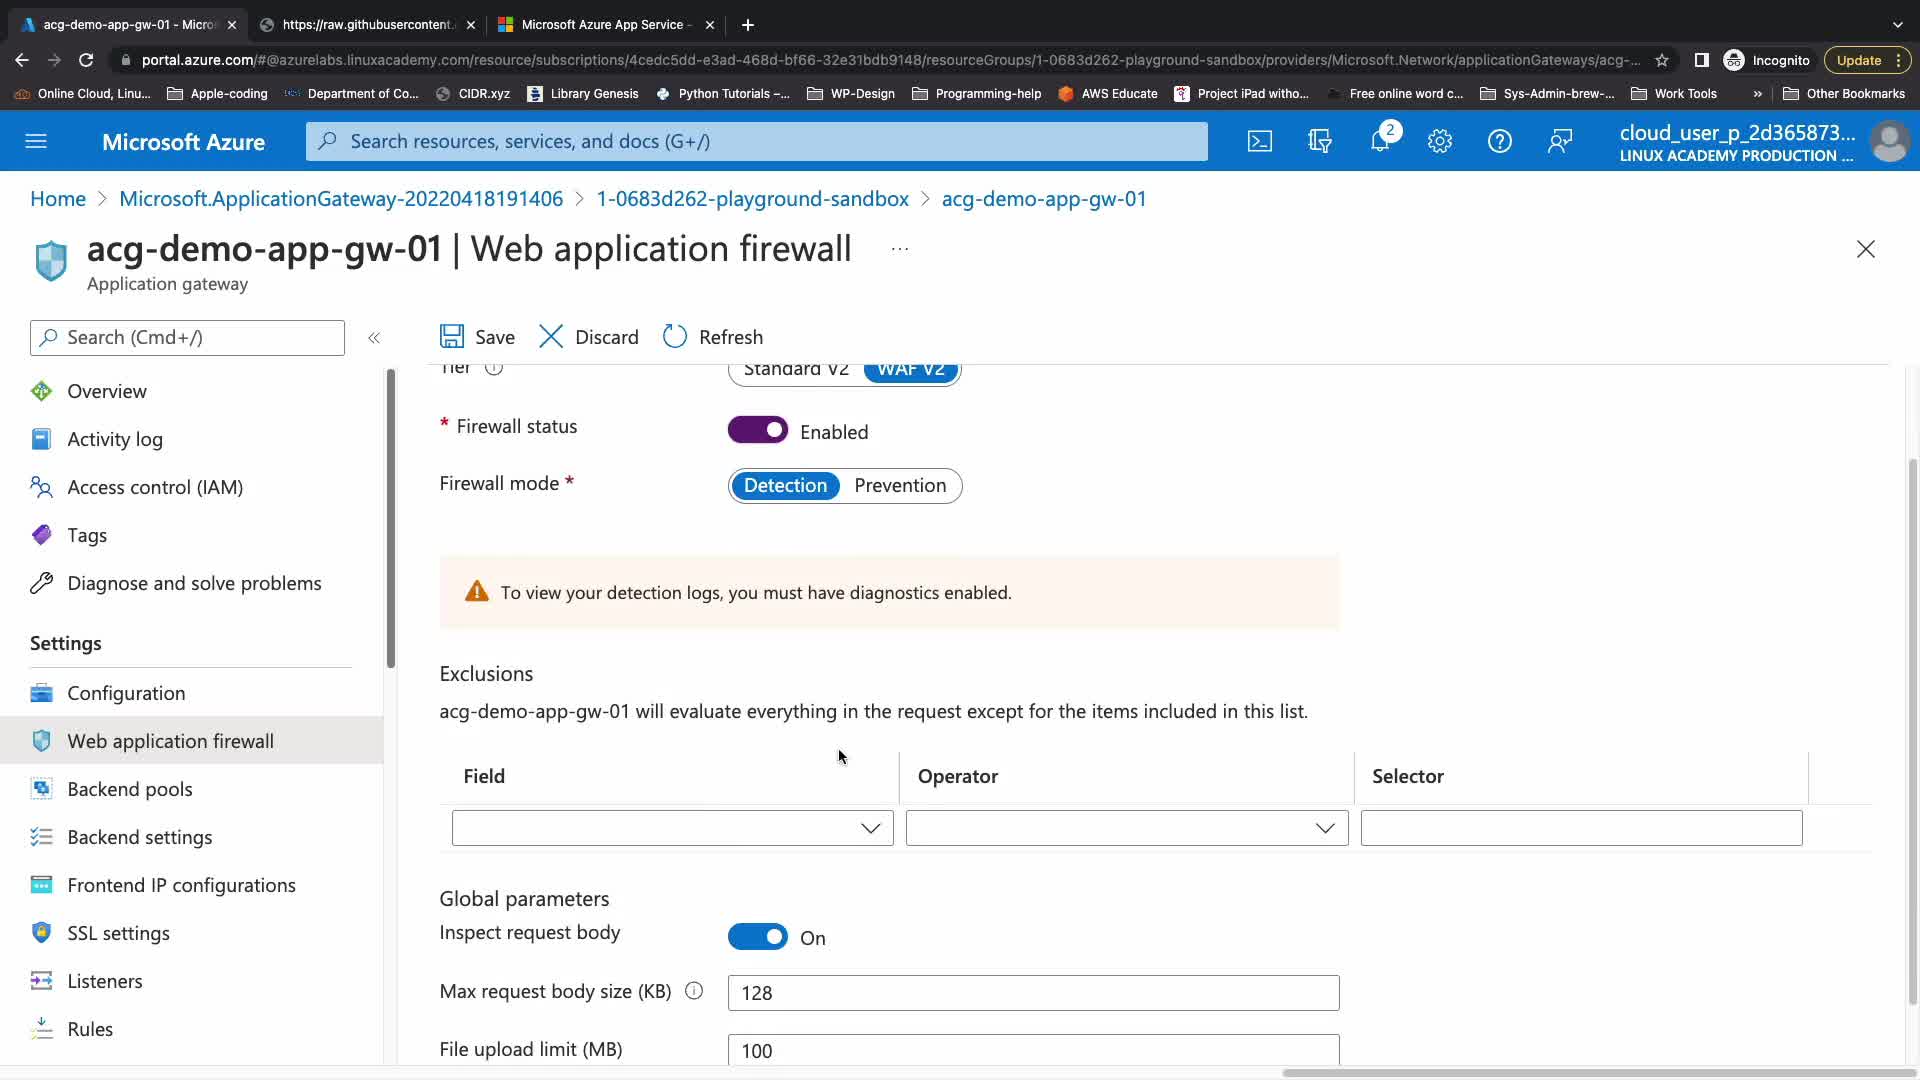 acg-demo-app-gw-01 - Micros
https://raw.githubusercontent.
Microsoft Azure App Service -
portal.azure.com/#@azurelabs.linuxacademy.com/resource/subscriptions/4cedc5dd-e3ad-468d-bf66-32e31bdb9148/resourceGroups/1-0683d262-playground-sandbox/providers/Microsoft.Network/applicationGateways/acg-...
Incognito
Update
Online Cloud, Linu...
Apple-coding
Department of Co...
CIDR.xyz
Library Genesis
Python Tutorials –...
WP-Design
Programming-help
AWS Educate
Project iPad witho...
Free online word c...
Sys-Admin-brew-...
Work Tools
»
Other Bookmarks
Microsoft Azure
Search resources, services, and docs (G+/)
2
cloud_user_p_2d365873...
LINUX ACADEMY PRODUCTION ...
Home > Microsoft.ApplicationGateway-20220418191406 > 1-0683d262-playground-sandbox > acg-demo-app-gw-01
acg-demo-app-gw-01 | Web application firewall ...
Application gateway
Search (Cmd+/)
«
Save
Discard
Refresh
Overview
Activity log
Access control (IAM)
Tags
Diagnose and solve problems
Settings
Configuration
Web application firewall
Backend pools
Backend settings
Frontend IP configurations
SSL settings
Listeners
Rules
Tier
Standard V2
WAF V2
* Firewall status
Enabled
Firewall mode *
Detection
Prevention
To view your detection logs, you must have diagnostics enabled.
Exclusions
acg-demo-app-gw-01 will evaluate everything in the request except for the items included in this list.
Field
Operator
Selector
Global parameters
Inspect request body
On
Max request body size (KB)
128
File upload limit (MB)
100